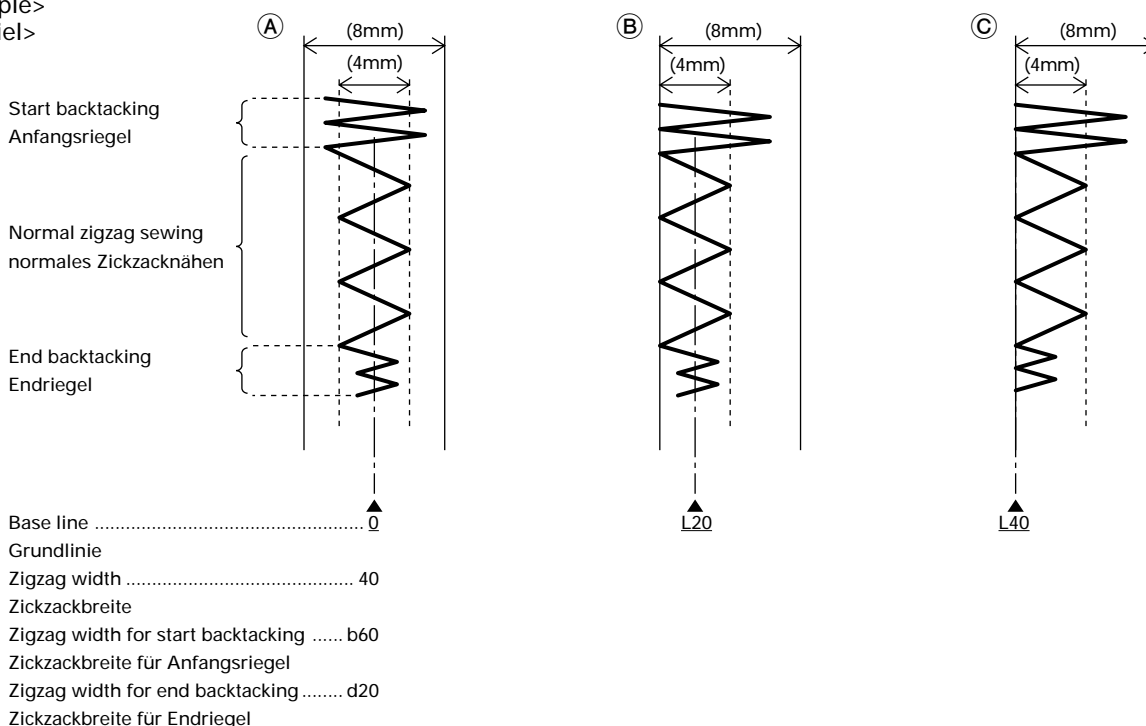 ple>
iel>
Ⓐ
Ⓑ
Ⓒ
(8mm)
(8mm)
(8mm)
(4mm)
(4mm)
(4mm)
Start backtacking
Anfangsriegel
Normal zigzag sewing
normales Zickzacknähen
End backtacking
Endriegel
Base line .................................................... 0
L20
L40
Grundlinie
Zigzag width ............................................ 40
Zickzackbreite
Zigzag width for start backtacking ...... b60
Zickzackbreite für Anfangsriegel
Zigzag width for end backtacking ........ d20
Zickzackbreite für Endriegel